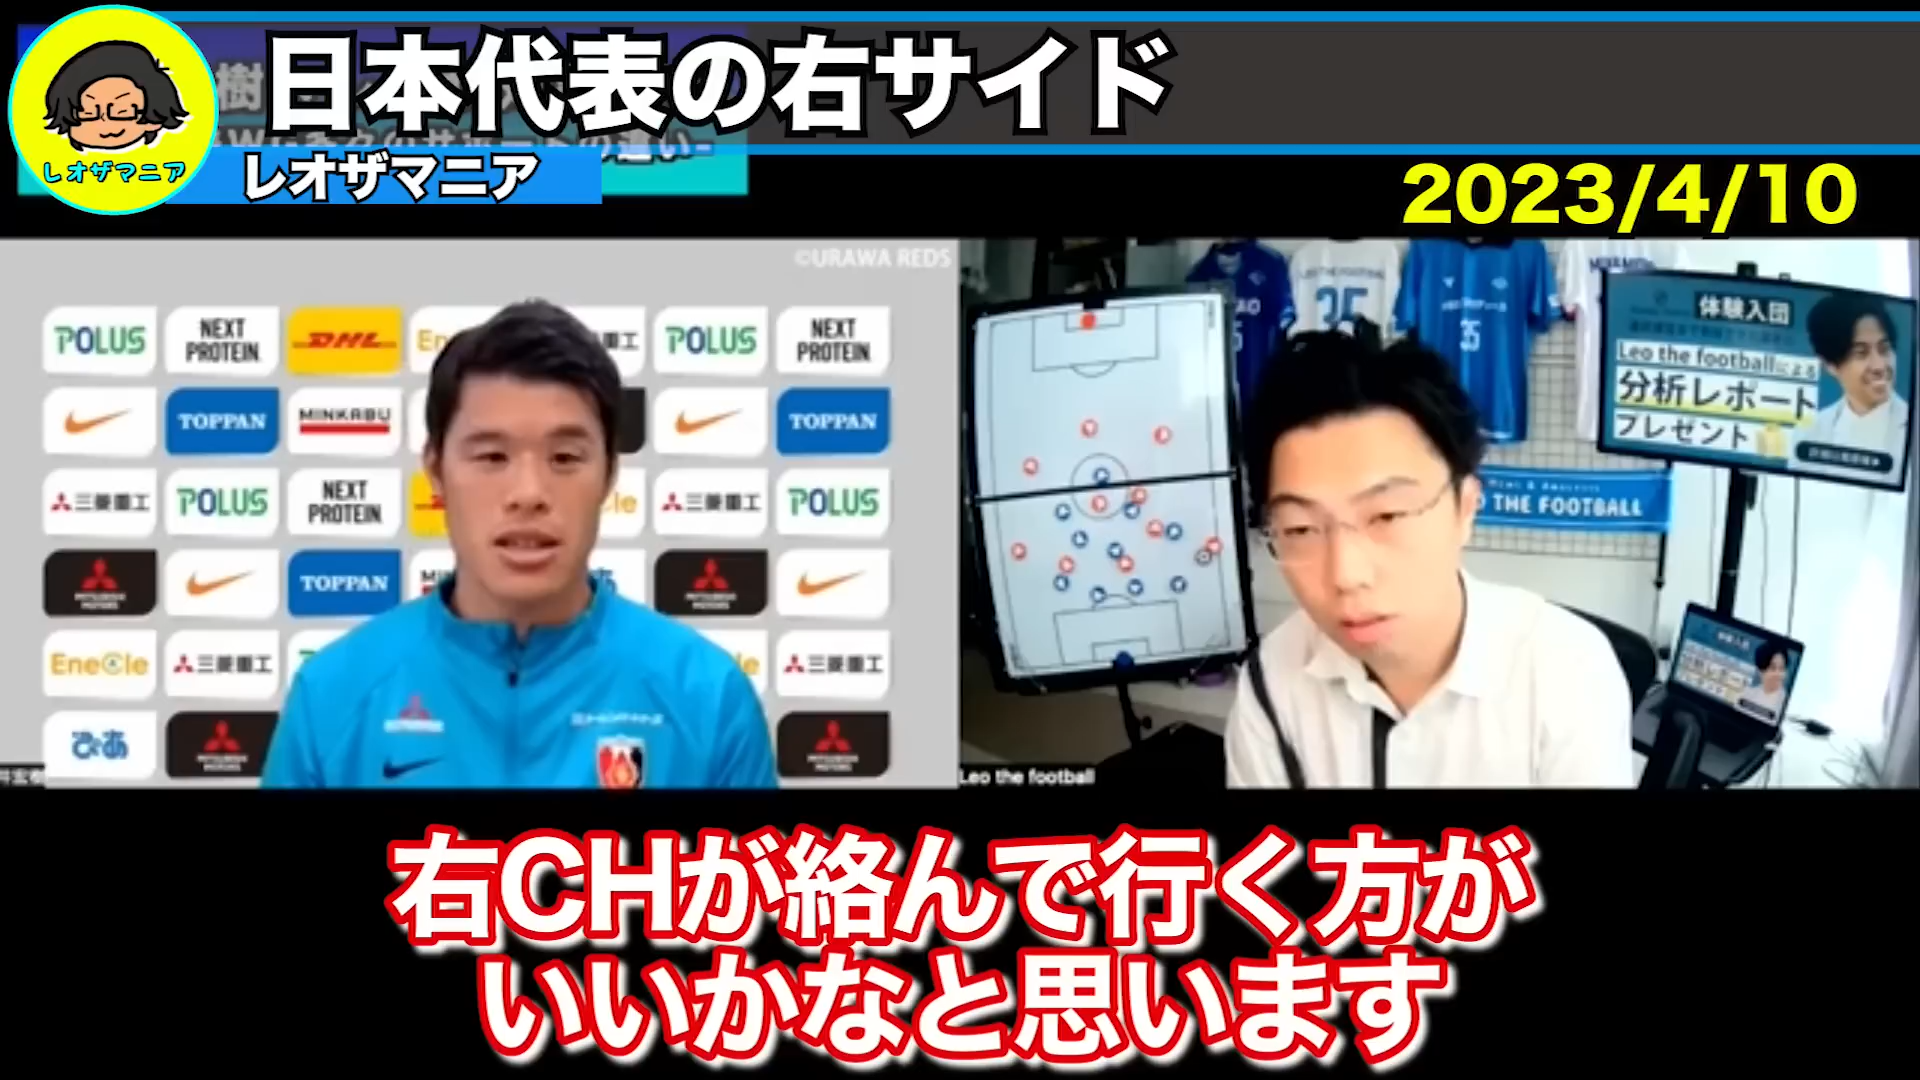 日本代表の右サイド
樹
レオザマニア
レオザマニア
2023/4/10
©URAWA REDS
POLUS
NEXT PROTEIN
DHL
POLUS
NEXT PROTEIN
TOPPAN
MINKABU
TOPPAN
三菱重工
POLUS
NEXT PROTEIN
三菱重工
POLUS
TOPPAN
EneCle
三菱重工
三菱重工
ぴあ
LEO THE FOOTBALL
35
体験入団
Leo the footballによる
分析レポート
プレゼント
THE FOOTBALL
Leo the football
右CHが絡んで行く方が
いいかなと思います